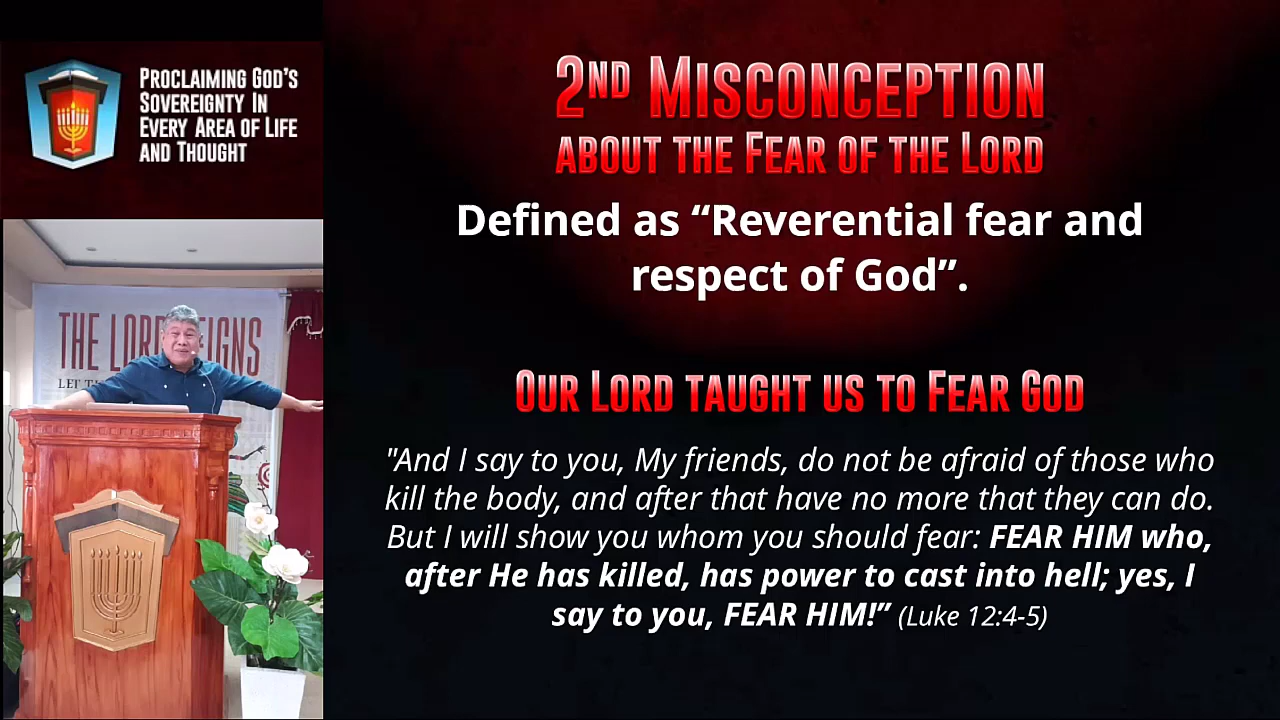 PROCLAIMING GOD'S
SOVEREIGNTY IN
EVERY AREA OF LIFE
AND THOUGHT
THE LORD REIGNS
LET
2ND MISCONCEPTION
ABOUT THE FEAR OF THE LORD
Defined as “Reverential fear and
respect of God”.
OUR LORD TAUGHT US TO FEAR GOD
"And I say to you, My friends, do not be afraid of those who
kill the body, and after that have no more that they can do.
But I will show you whom you should fear: FEAR HIM who,
after He has killed, has power to cast into hell; yes, I
say to you, FEAR HIM!” (Luke 12:4-5)